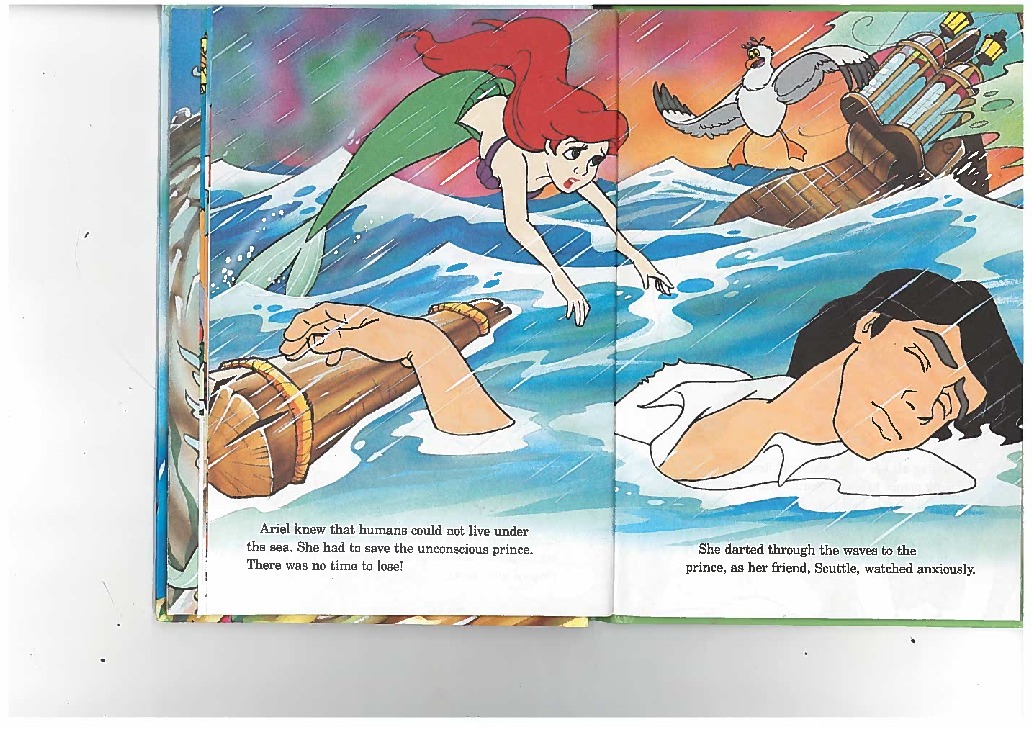 Ariel knew that humans could not live under
the sea. She had to save the unconscious prince.
There was no time to lose!
She darted through the waves to the
prince, as her friend, Scuttle, watched anxiously.